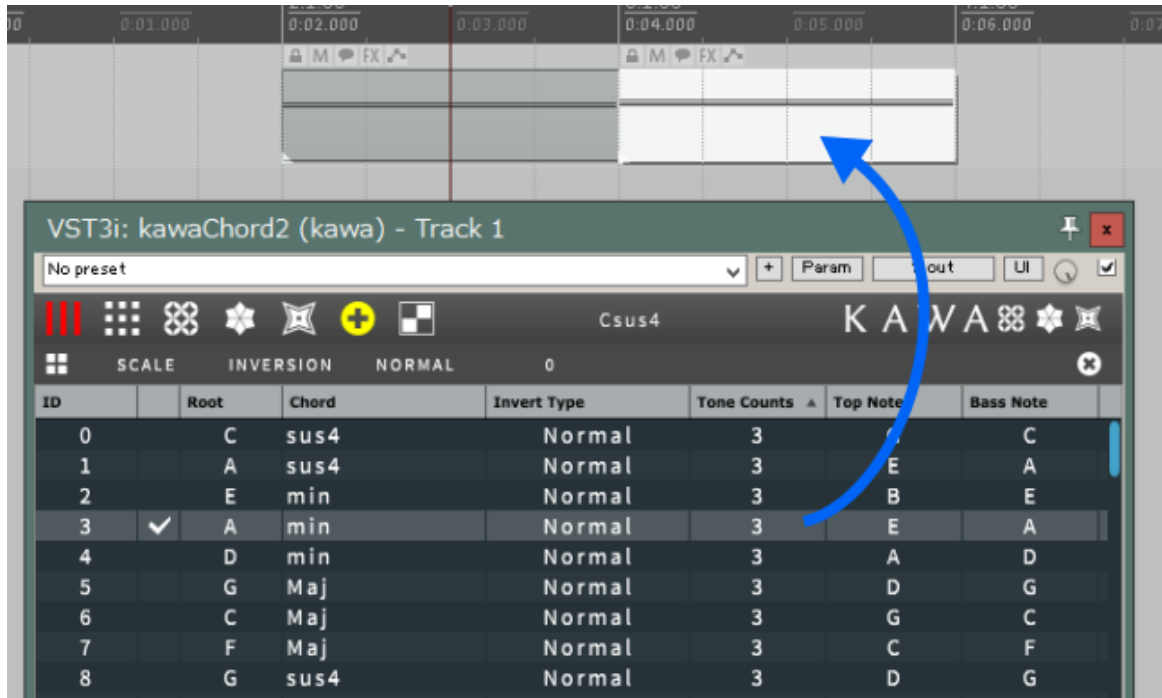 0:01.000 0:02.000 0:03.000 0:04.000 0:05.000 0:06.000
M FX M FX
VST3i: kawaChord2 (kawa) - Track 1
No preset + Param out UI
Csus4 KAWA
SCALE INVERSION NORMAL 0
ID Root Chord Invert Type Tone Counts Top Note Bass Note
0 C sus4 Normal 3 C
1 A sus4 Normal 3 E A
2 E min Normal 3 B E
3 A min Normal 3 E A
4 D min Normal 3 A D
5 G Maj Normal 3 D G
6 C Maj Normal 3 G C
7 F Maj Normal 3 C F
8 G sus4 Normal 3 D G